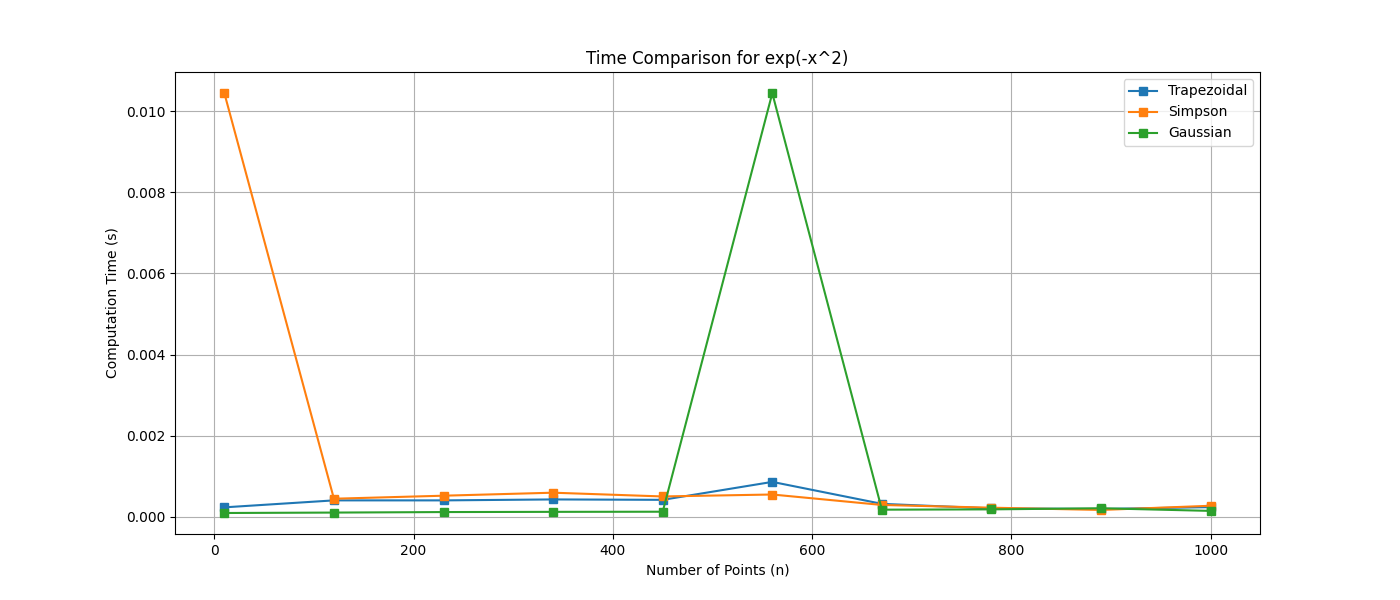 Time Comparison for exp(-x^2)
Trapezoidal
Simpson
Gaussian
0.010
0.008
0.006
0.004
0.002
0.000
Computation Time (s)
0 200 400 600 800 1000
Number of Points (n)